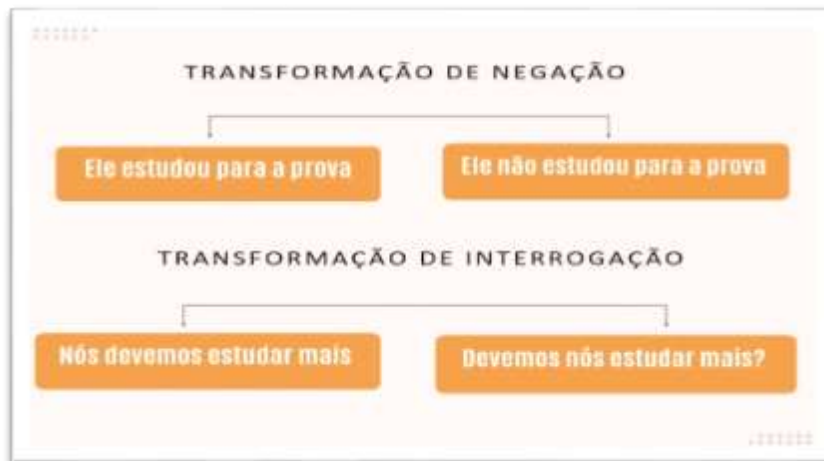 TRANSFORMAÇÃO DE NEGAÇÃO
Ele estudou para a prova
Ele não estudou para a prova
TRANSFORMAÇÃO DE INTERROGAÇÃO
Nós devemos estudar mais
Devemos nós estudar mais?